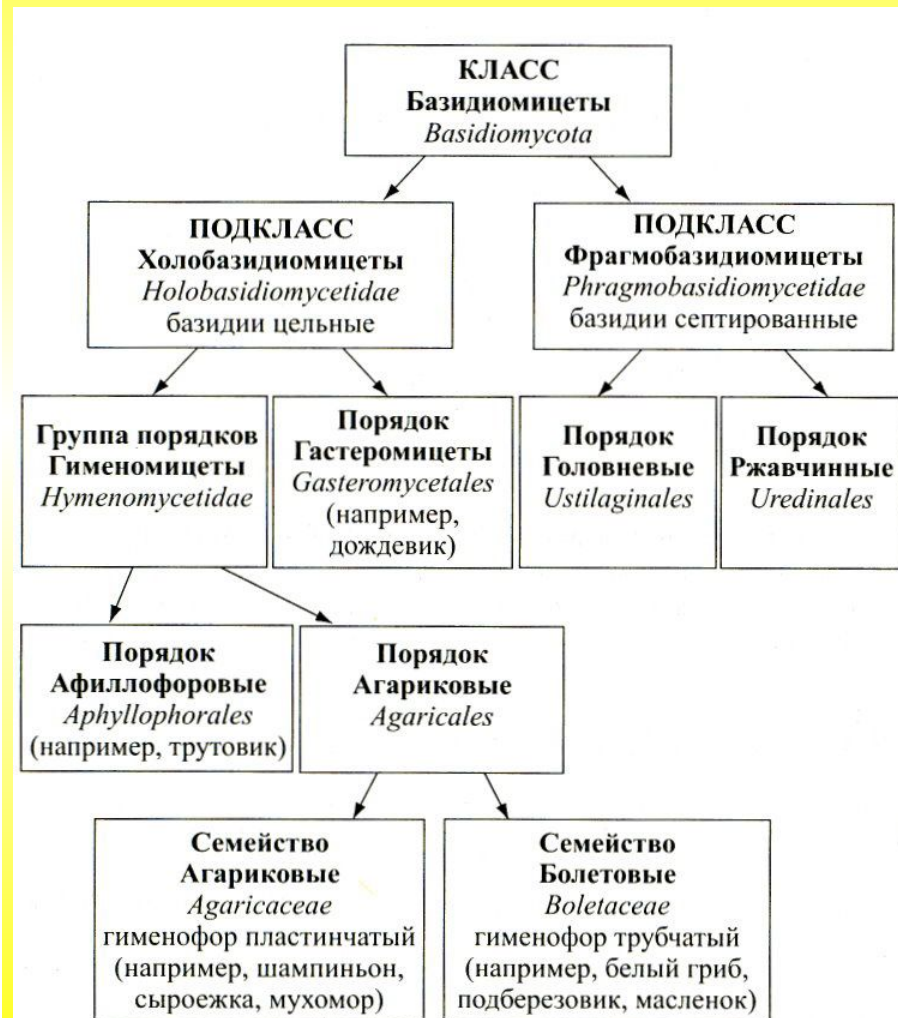 КЛАСС
Базидиомицеты
Basidiomycota
ПОДКЛАСС
Холобазидиомицеты
Holobasidiomycetidae
базидии цельные
ПОДКЛАСС
Фрагмобазидиомицеты
Phragmobasidiomycetidae
базидии септированные
Группа порядков
Гименомицеты
Hymenomycetidae
Порядок
Гастеромицеты
Gasteromycetales
(например,
дождевик)
Порядок
Головневые
Ustilaginales
Порядок
Ржавчинные
Uredinales
Порядок
Афиллофоровые
Aphyllophorales
(например, трутовик)
Порядок
Агариковые
Agaricales
Семейство
Агариковые
Agaricaceae
гименофор пластинчатый
(например, шампиньон,
сыроежка, мухомор)
Семейство
Болетовые
Boletaceae
гименофор трубчатый
(например, белый гриб,
подберезовик, масленок)